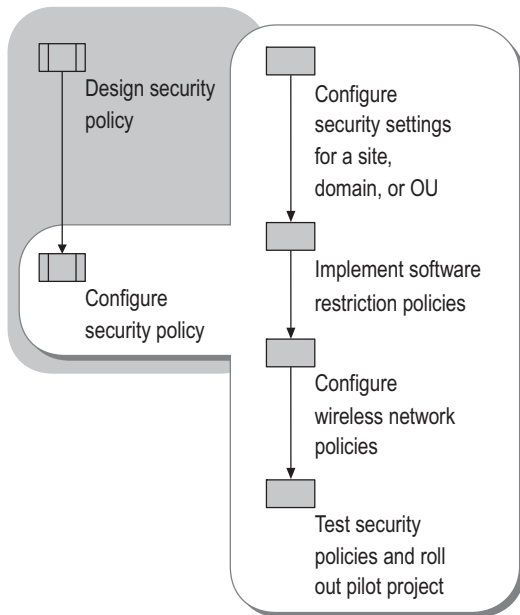 Design security
policy
Configure
security policy
Configure
security settings
for a site,
domain, or OU
Implement software
restriction policies
Configure
wireless network
policies
Test security
policies and roll
out pilot project